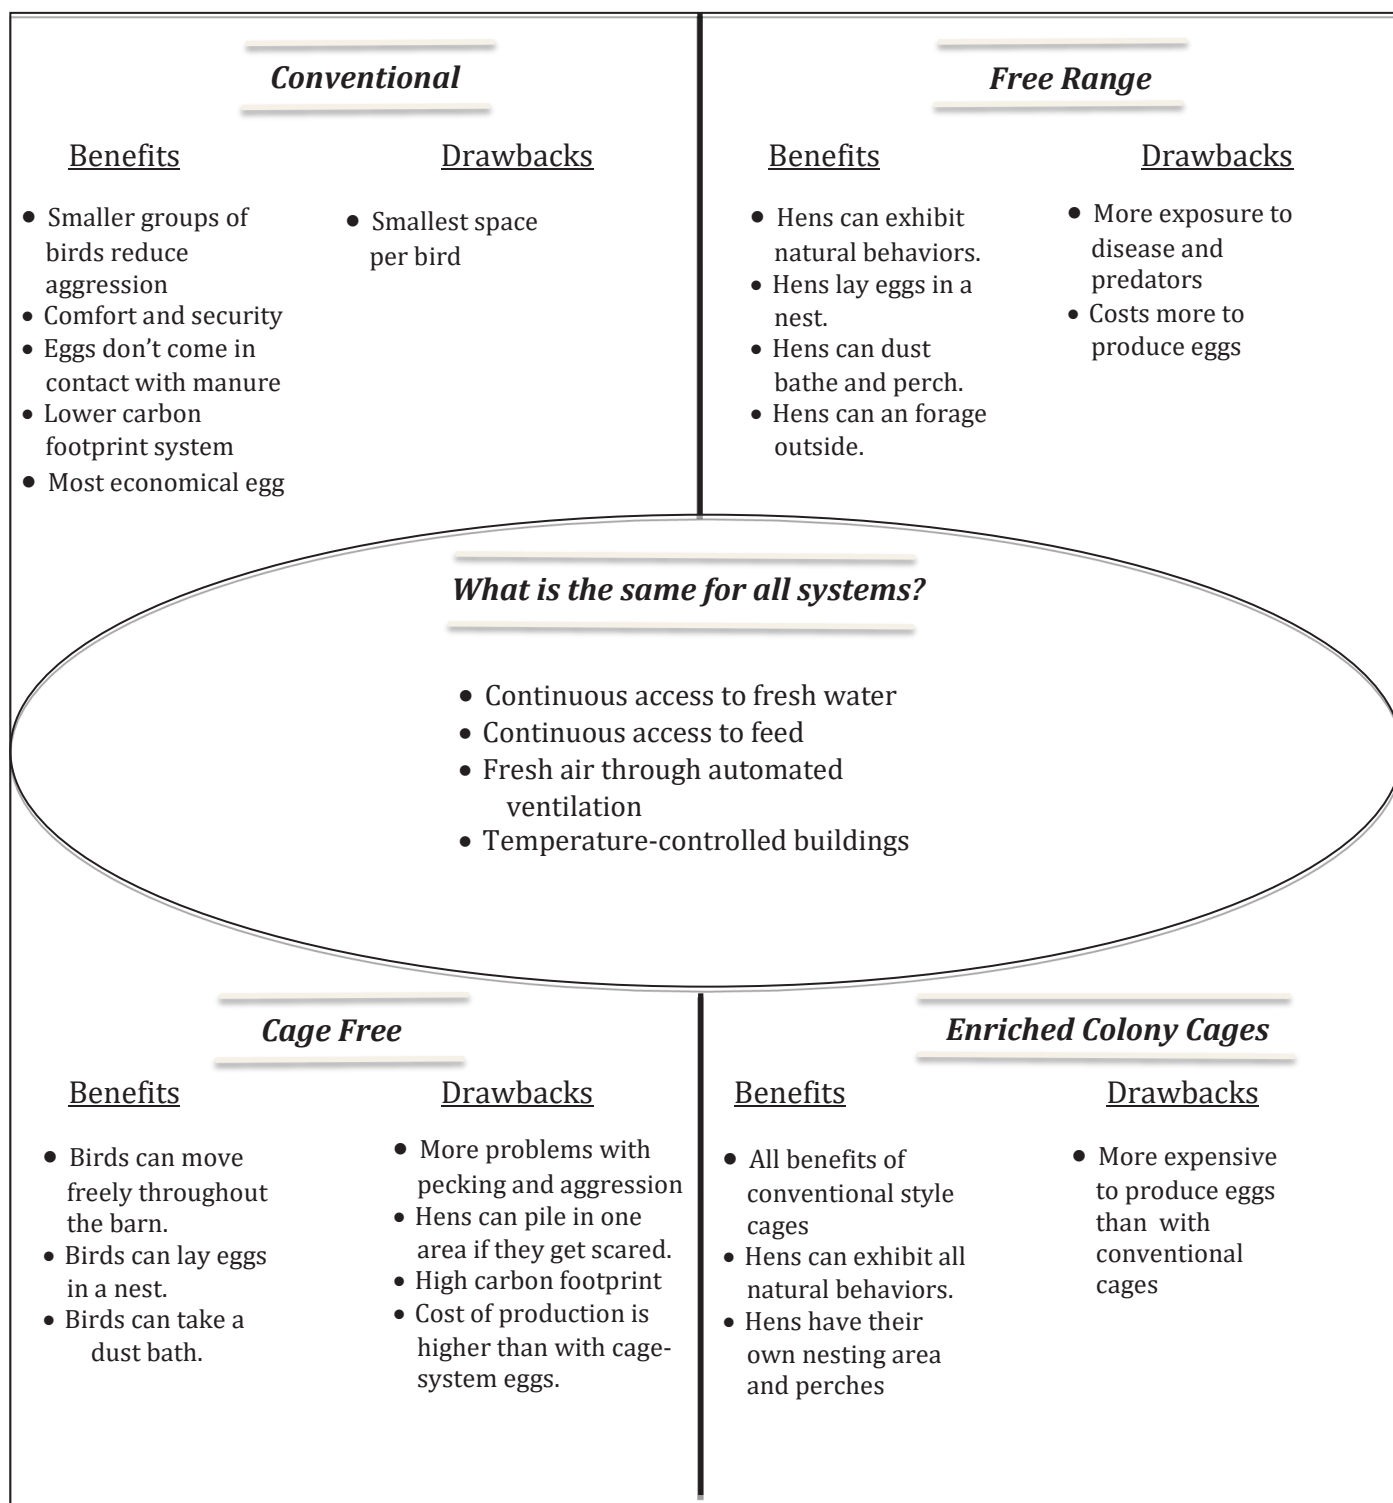 Conventional
Benefits
• Smaller groups of
birds reduce
aggression
• Comfort and security
• Eggs don’t come in
contact with manure
• Lower carbon
footprint system
• Most economical egg
Drawbacks
• Smallest space
per bird
Free Range
Benefits
• Hens can exhibit
natural behaviors.
• Hens lay eggs in a
nest.
• Hens can dust
bathe and perch.
• Hens can an forage
outside.
Drawbacks
• More exposure to
disease and
predators
• Costs more to
produce eggs
What is the same for all systems?
• Continuous access to fresh water
• Continuous access to feed
• Fresh air through automated
ventilation
• Temperature-controlled buildings
Cage Free
Benefits
• Birds can move
freely throughout
the barn.
• Birds can lay eggs
in a nest.
• Birds can take a
dust bath.
Drawbacks
• More problems with
pecking and aggression
• Hens can pile in one
area if they get scared.
• High carbon footprint
• Cost of production is
higher than with cage-
system eggs.
Enriched Colony Cages
Benefits
• All benefits of
conventional style
cages
• Hens can exhibit all
natural behaviors.
• Hens have their
own nesting area
and perches
Drawbacks
• More expensive
to produce eggs
than with
conventional
cages